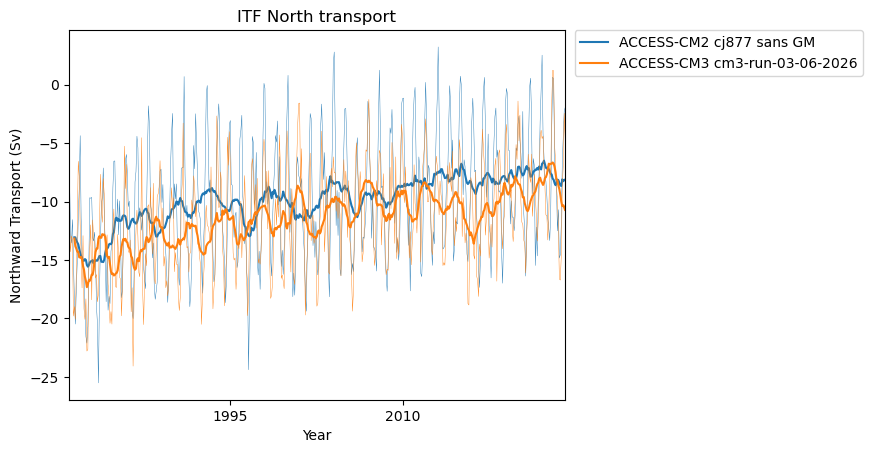 ITF North transport
ACCESS-CM2 cj877 sans GM
ACCESS-CM3 cm3-run-03-06-2026
Northward Transport (Sv)
0
−5
−10
−15
−20
−25
1995
2010
Year